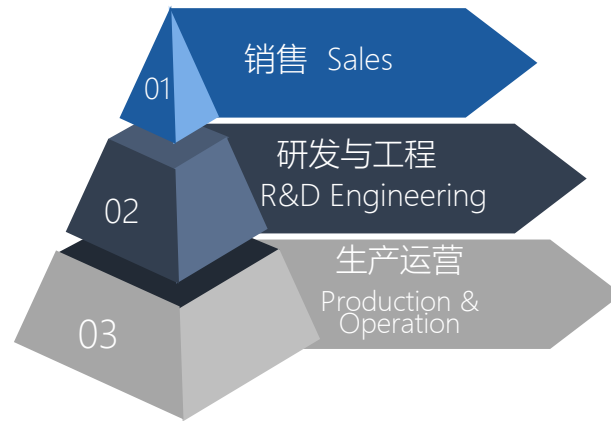 01
销售 Sales
02
研发与工程
R&D Engineering
03
生产运营
Production &
Operation